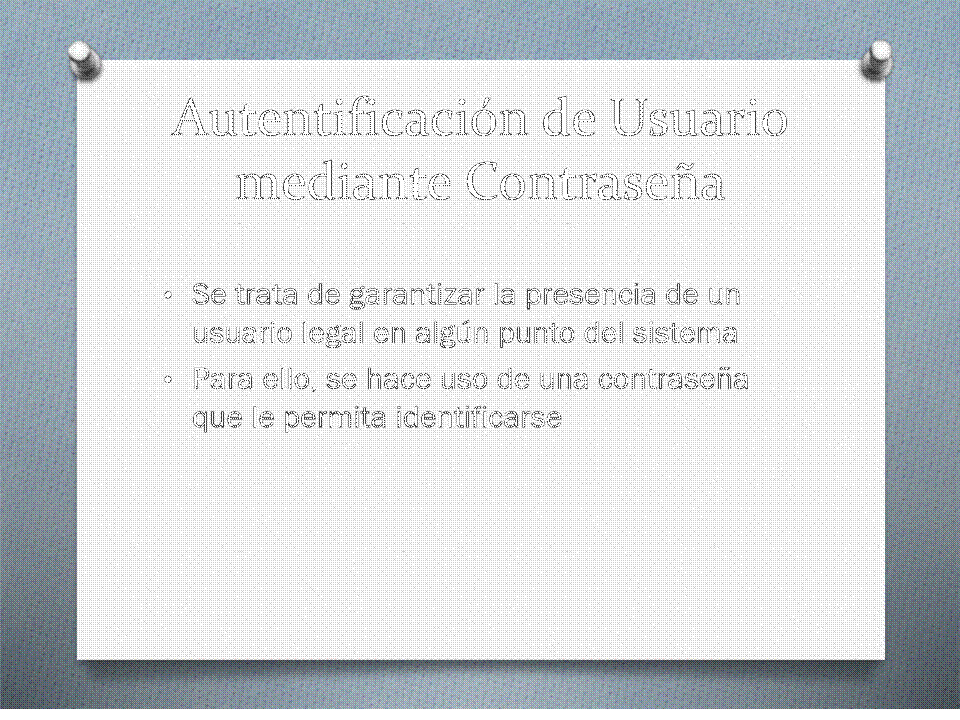 Autentificación de Usuario
mediante Contraseña
• Se trata de garantizar la presencia de un
usuario legal en algún punto del sistema
• Para ello, se hace uso de una contraseña
que le permita identificarse